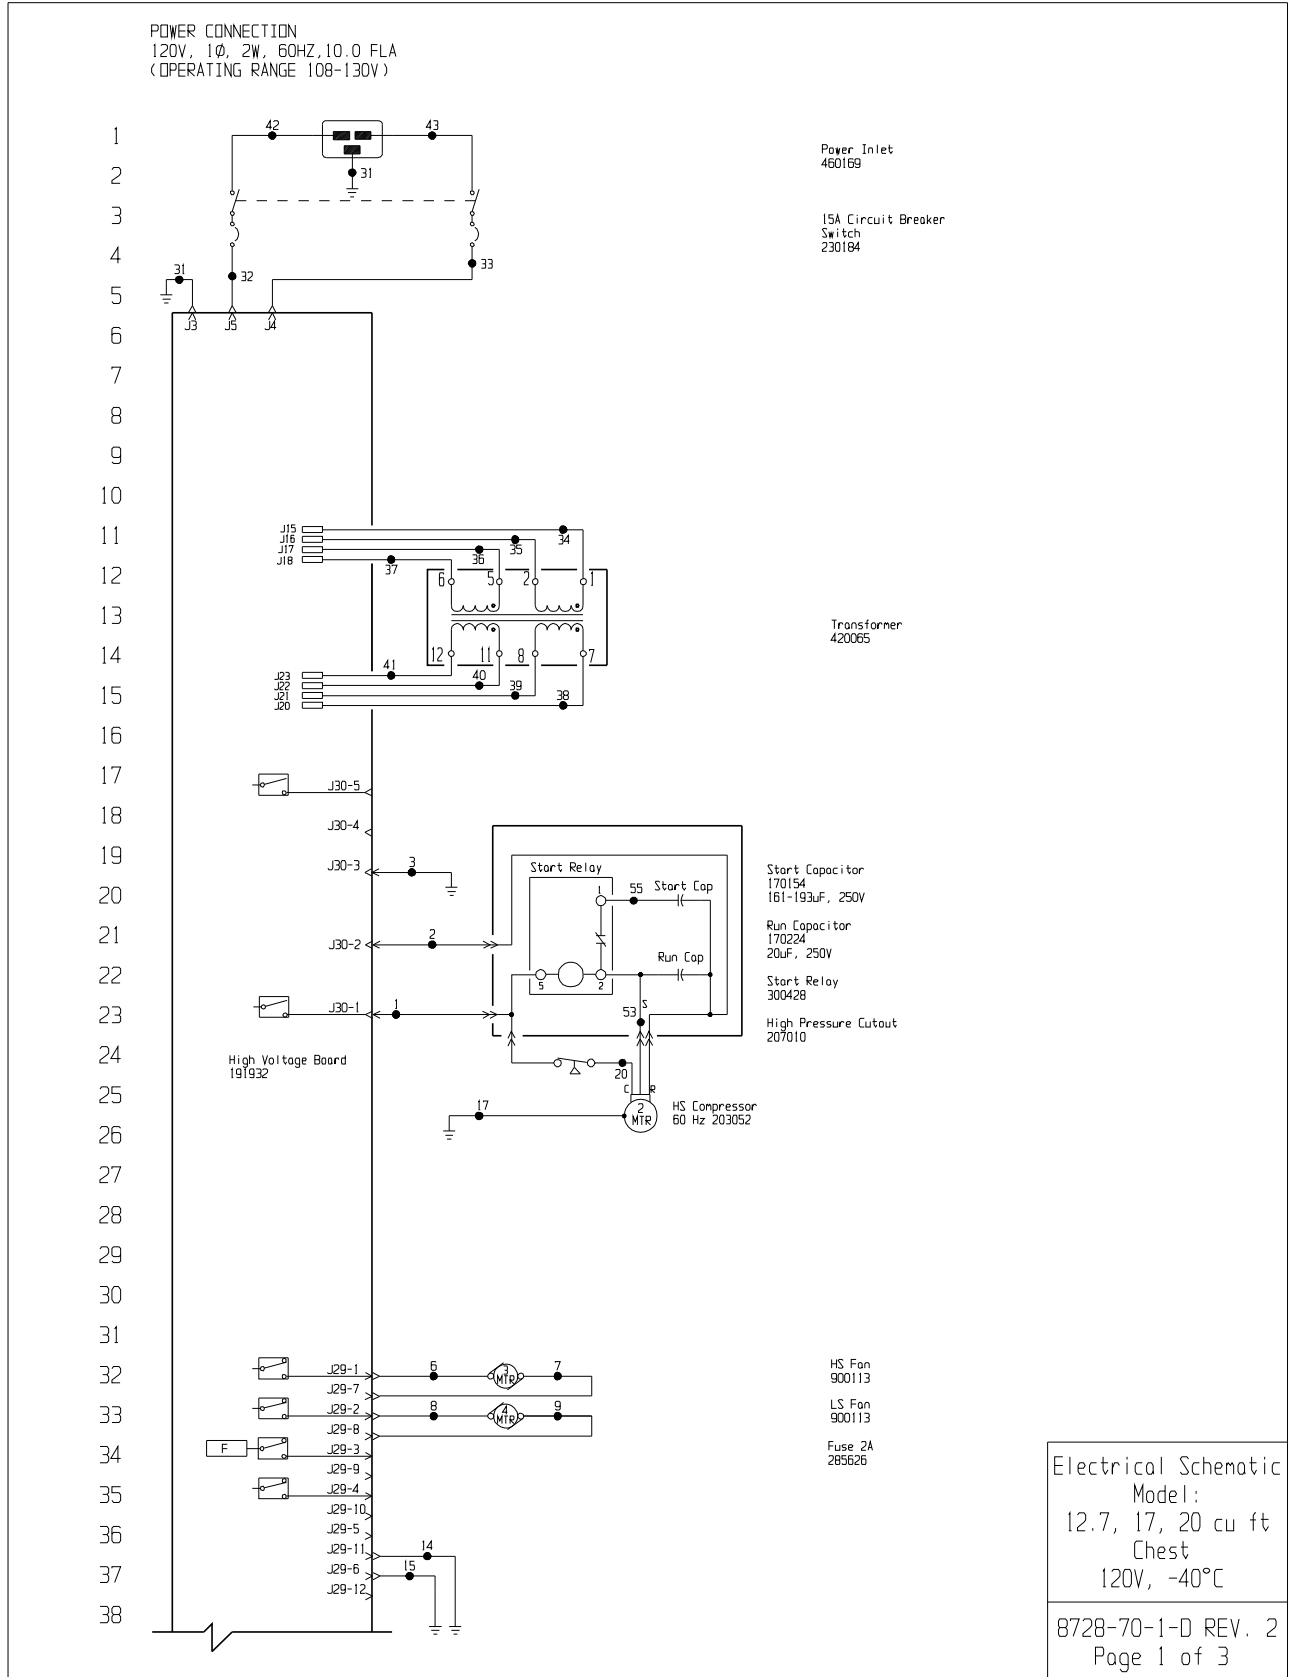 POWER CONNECTION
120V, 1Ø, 2W, 60HZ,10.0 FLA
(OPERATING RANGE 108-130V)
1
42
43
Power Inlet
460169
2
31
3
15A Circuit Breaker
Switch
230184
4
31
32
33
5
J3
J5
J4
6
7
8
9
10
11
J15
J16
J17
J18
34
35
36
37
12
6
5
2
1
13
Transformer
420065
14
12
11
8
7
41
40
39
38
J23
J22
J21
J20
15
16
17
J30-5
18
J30-4
19
J30-3
3
Start Relay
Start Capacitor
170154
161-193uF, 250V
20
1
55
Start Cap
21
J30-2
2
Run Capacitor
170224
20uF, 250V
22
Run Cap
5
2
Start Relay
300428
23
J30-1
1
53
S
High Pressure Cutout
207010
24
High Voltage Board
191932
20
25
C
R
17
2
MTR
HS Compressor
60 Hz 203052
26
27
28
29
30
31
32
J29-1
6
3
MTR
7
HS Fan
900113
J29-7
33
J29-2
8
4
MTR
9
LS Fan
900113
J29-8
34
F
J29-3
Fuse 2A
285626
J29-9
35
J29-4
J29-10
36
J29-5
J29-11
14
37
J29-6
15
J29-12
38
Electrical Schematic
Model:
12.7, 17, 20 cu ft
Chest
120V, -40°C
8728-70-1-D REV. 2
Page 1 of 3